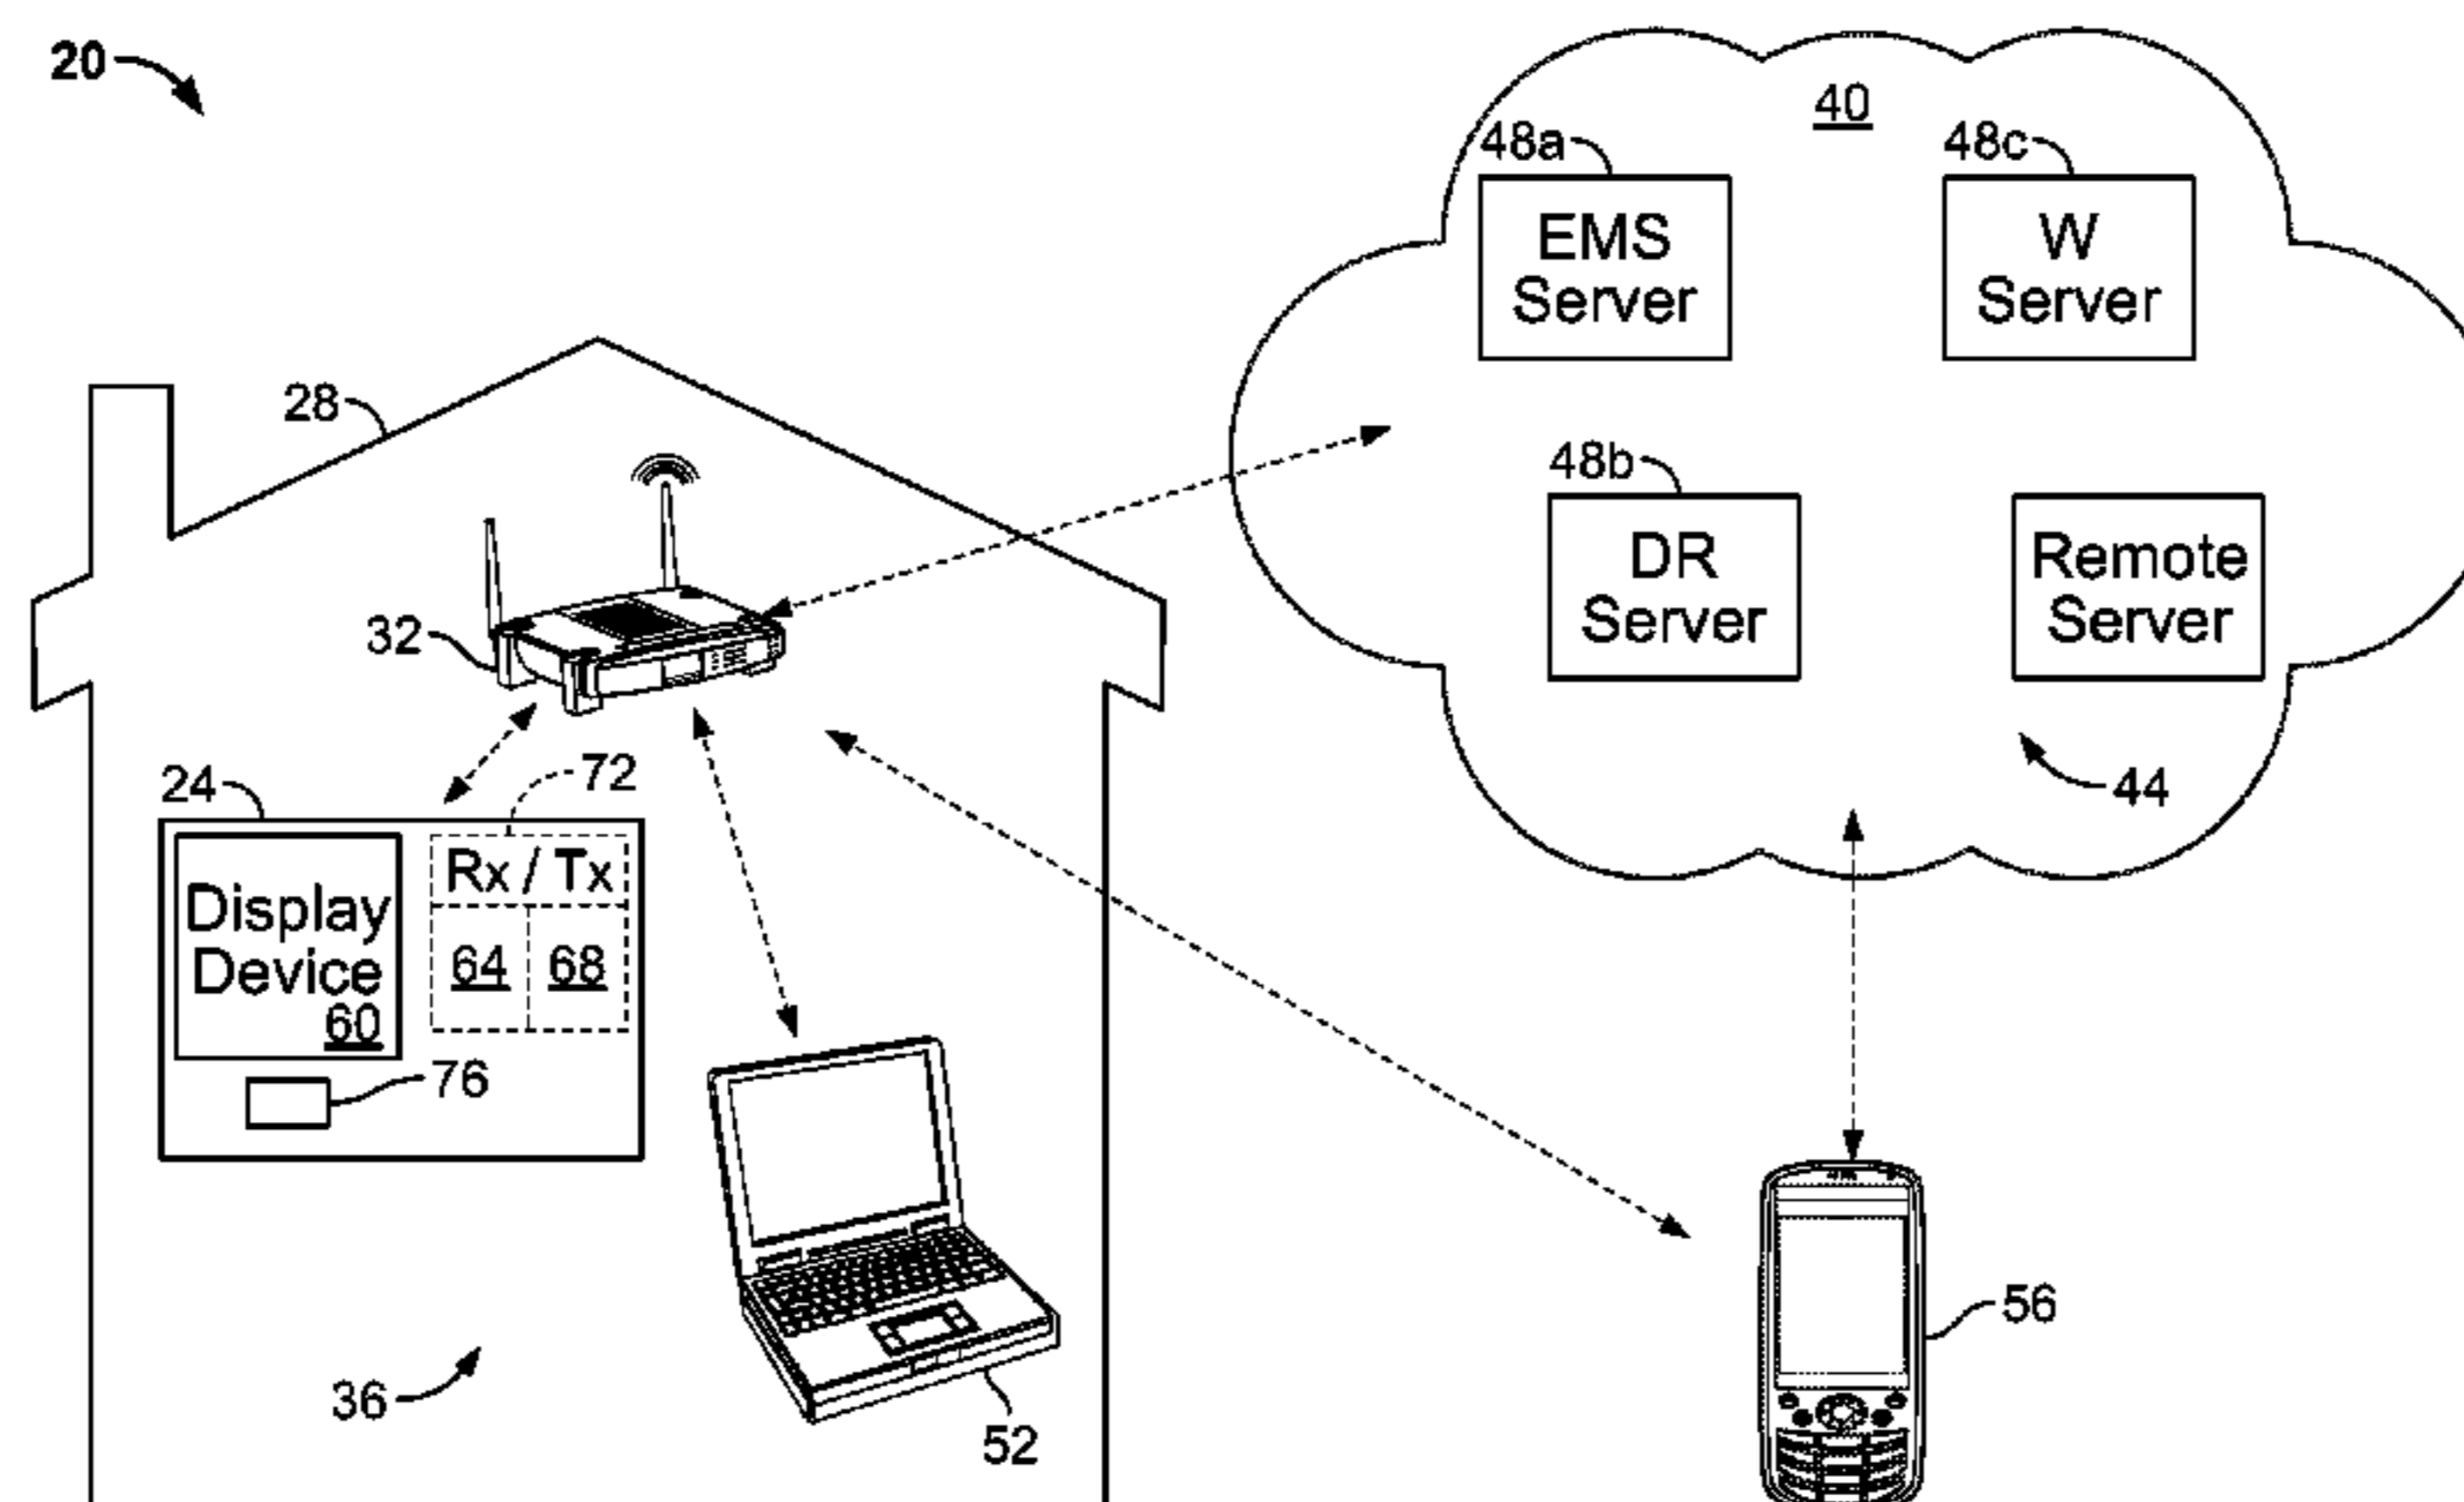 20
40
48a
48c
EMS
Server
W
Server
28
48b
DR
Server
Remote
Server
32
44
24
72
Display
Device
60
Rx / Tx
64
68
76
36
52
56